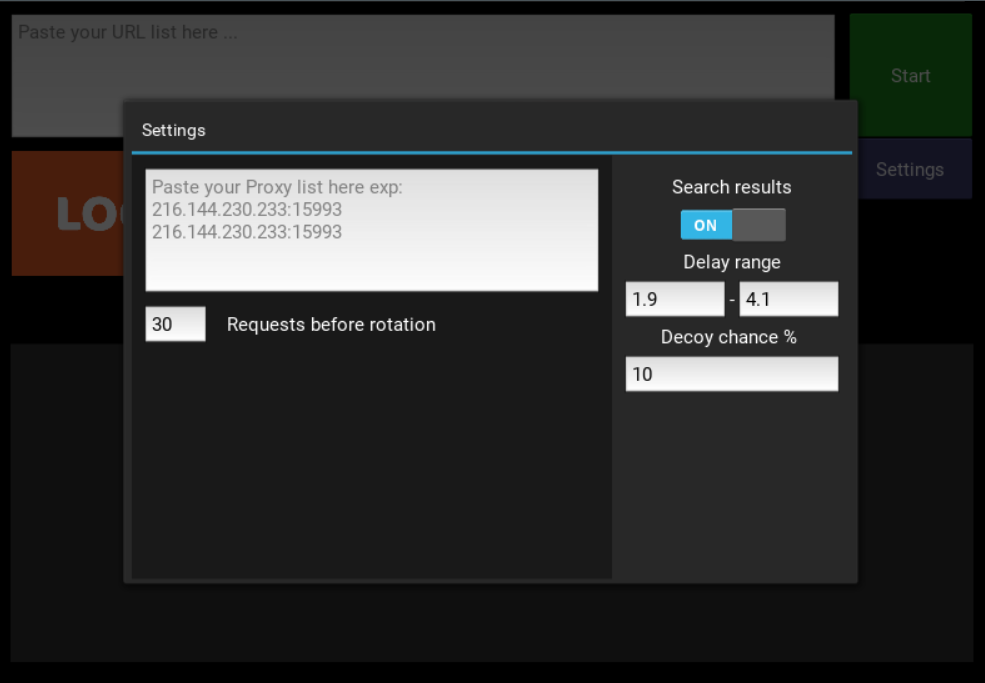 Paste your URL list here ...
Start
Settings
Settings
Paste your Proxy list here exp:
216.144.230.233:15993
216.144.230.233:15993
30 Requests before rotation
Search results
ON
Delay range
1.9 - 4.1
Decoy chance %
10